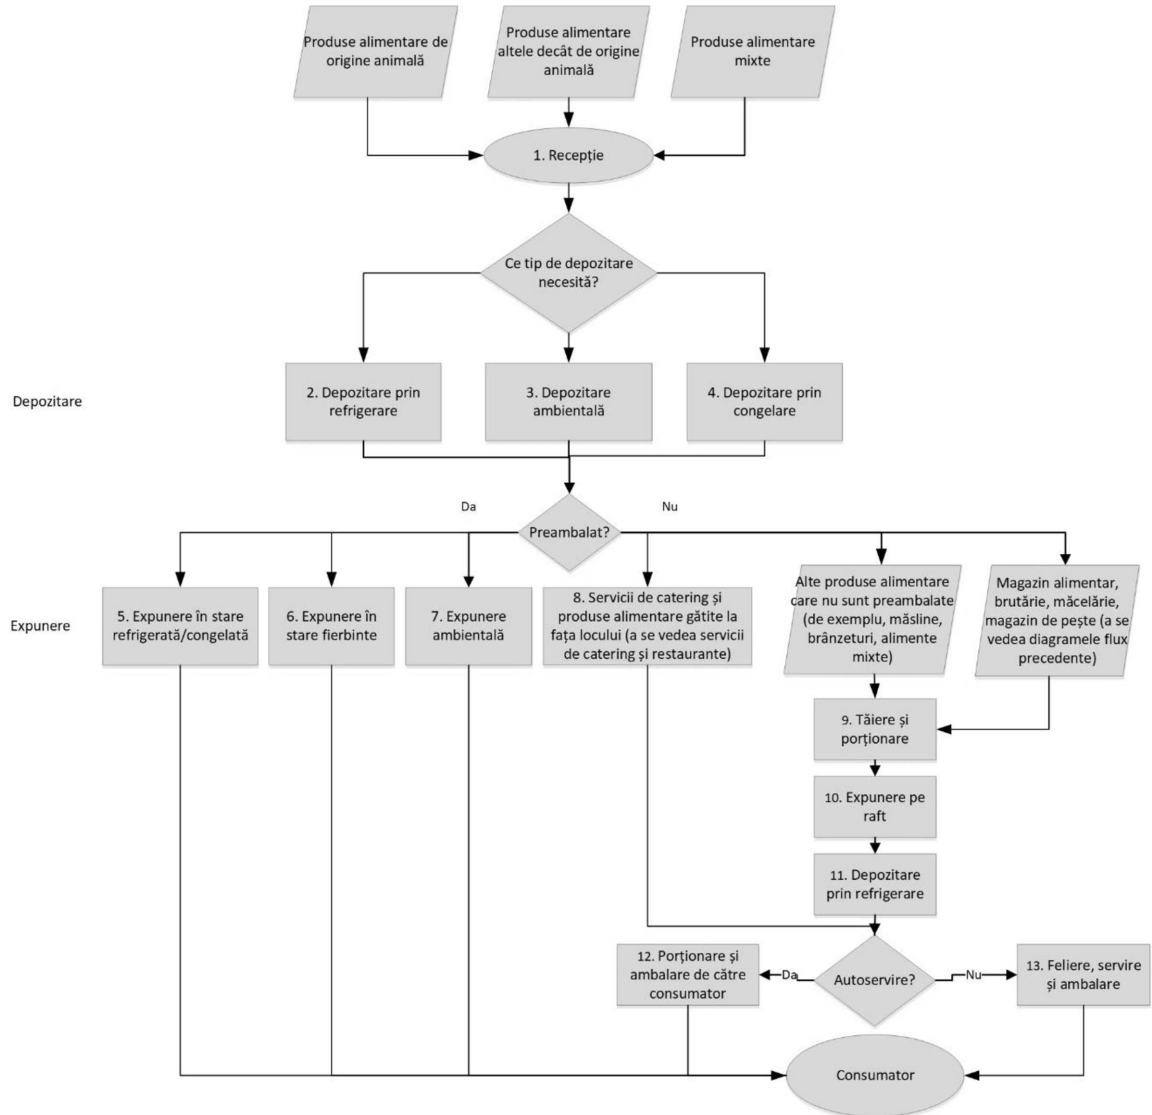 Produse alimentare de
origine animală
Produse alimentare
altele decât de origine
animală
Produse alimentare
mixte
1. Recepție
Ce tip de depozitare
necesită?
Depozitare
2. Depozitare prin
refrigerare
3. Depozitare
ambientală
4. Depozitare prin
congelare
Da
Nu
Preambalat?
Expunere
5. Expunere în stare
refrigerată/congelată
6. Expunere în
stare fierbinte
7. Expunere
ambientală
8. Servicii de catering și
produse alimentare gătite la
fața locului (a se vedea servicii
de catering și restaurante)
Alte produse alimentare
care nu sunt preambalate
(de exemplu, măsline,
brânzeturi, alimente
mixte)
Magazin alimentar,
brutărie, măcelărie,
magazin de pește (a se
vedea diagramele flux
precedente)
9. Tăiere și
porționare
10. Expunere pe
raft
11. Depozitare
prin refrigerare
12. Porționare și
ambalare de către
consumator
Da
Autoservire?
Nu
13. Feliere, servire
și ambalare
Consumator